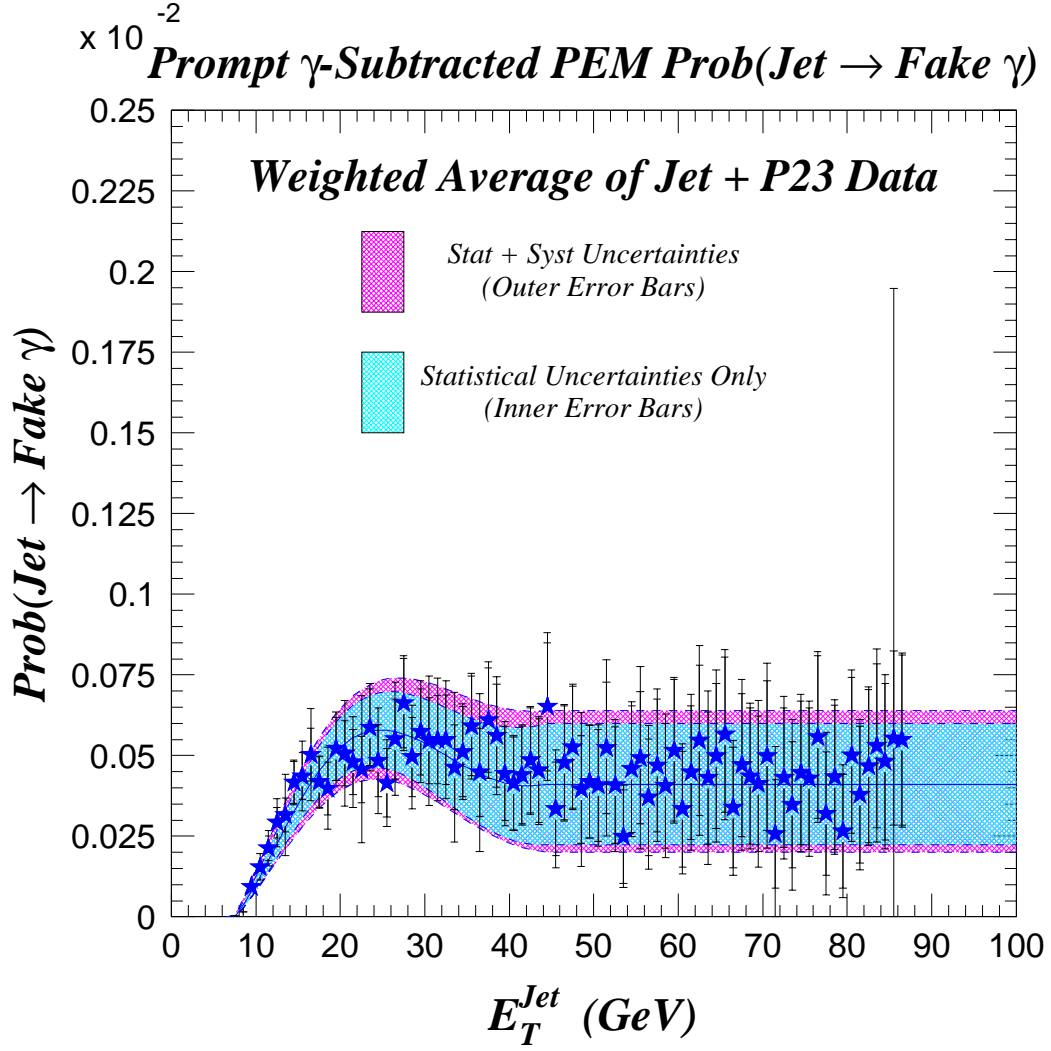 x 10 -2
Prompt γ-Subtracted PEM Prob(Jet → Fake γ)
Weighted Average of Jet + P23 Data
Stat + Syst Uncertainties
(Outer Error Bars)
Statistical Uncertainties Only
(Inner Error Bars)
Prob(Jet → Fake γ)
0.25
0.225
0.2
0.175
0.15
0.125
0.1
0.075
0.05
0.025
0
0 10 20 30 40 50 60 70 80 90 100
E_T^Jet (GeV)